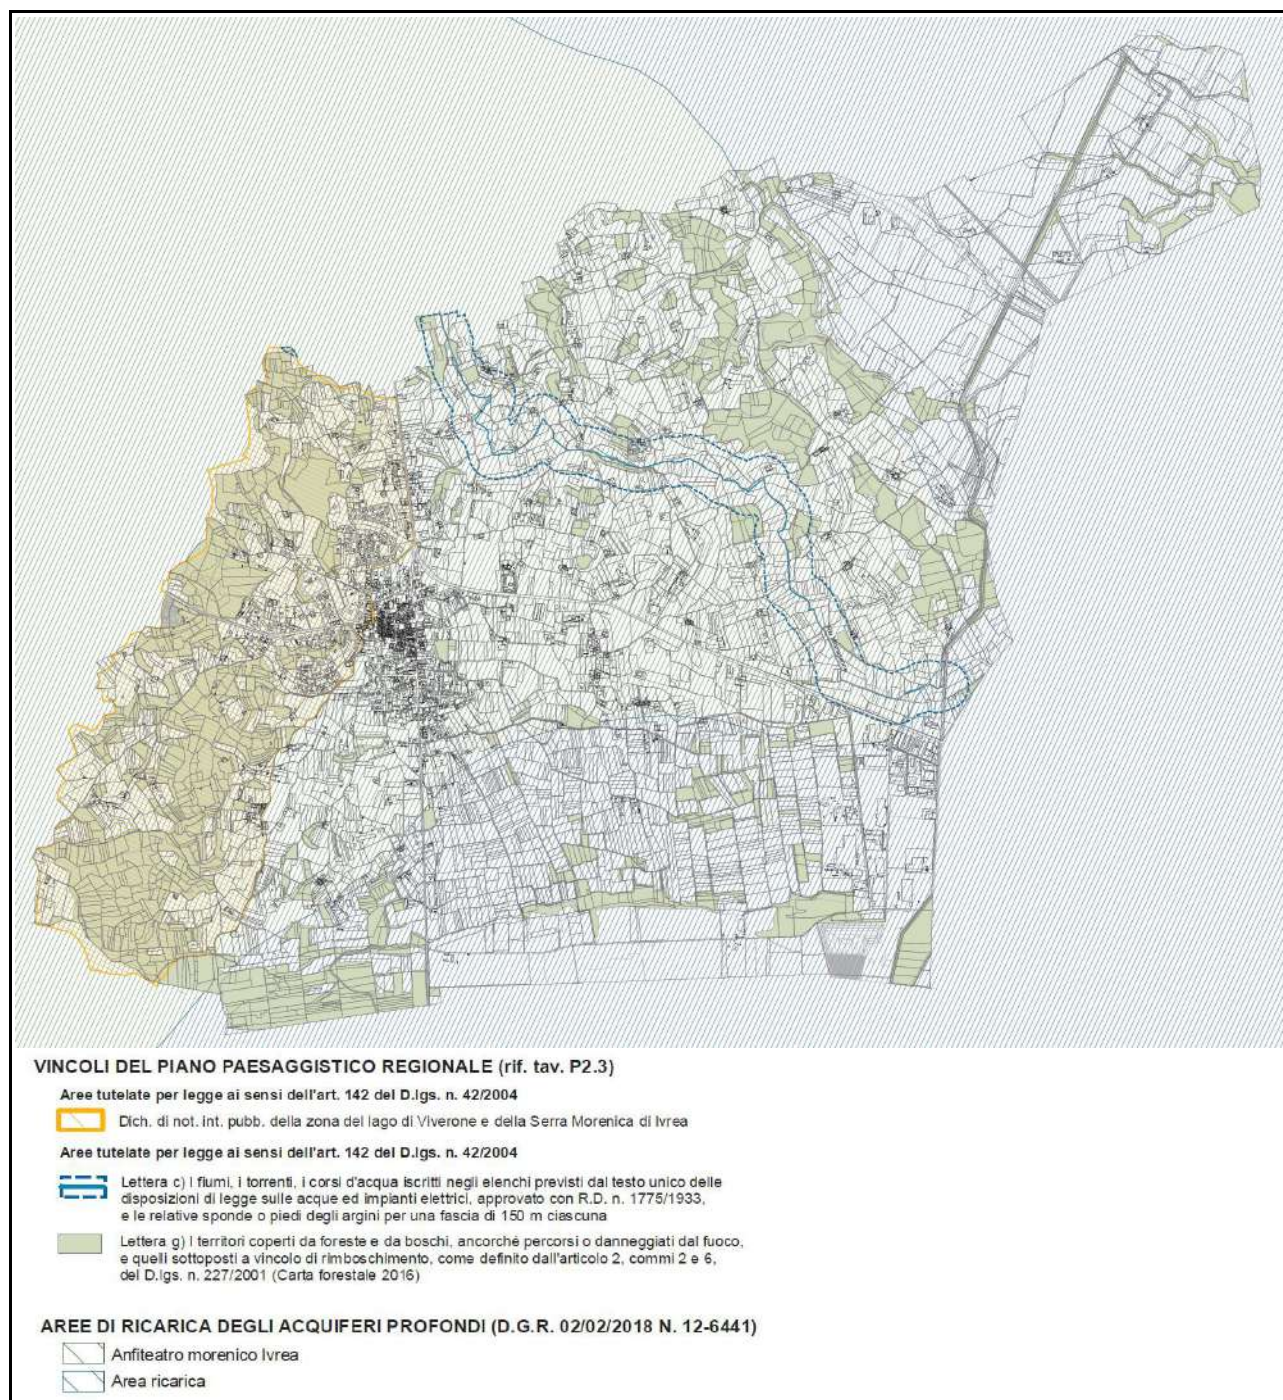 VINCOLI DEL PIANO PAESAGGISTICO REGIONALE (rif. tav. P2.3)
Aree tutelate per legge ai sensi dell'art. 142 del D.lgs. n. 42/2004
Dich. di not. int. pubb. della zona del lago di Viverone e della Serra Morenica di Ivrea
Aree tutelate per legge ai sensi dell'art. 142 del D.lgs. n. 42/2004
Lettera c) I fiumi, i torrenti, i corsi d'acqua iscritti negli elenchi previsti dal testo unico delle
disposizioni di legge sulle acque ed impianti elettrici, approvato con R.D. n. 1775/1933,
e le relative sponde o piedi degli argini per una fascia di 150 m ciascuna
Lettera g) I territori coperti da foreste e da boschi, ancorché percorsi o danneggiati dal fuoco,
e quelli sottoposti a vincolo di rimboschimento, come definito dall'articolo 2, commi 2 e 6,
del D.lgs. n. 227/2001 (Carta forestale 2016)
AREE DI RICARICA DEGLI ACQUIFERI PROFONDI (D.G.R. 02/02/2018 N. 12-6441)
Anfiteatro morenico Ivrea
Area ricarica